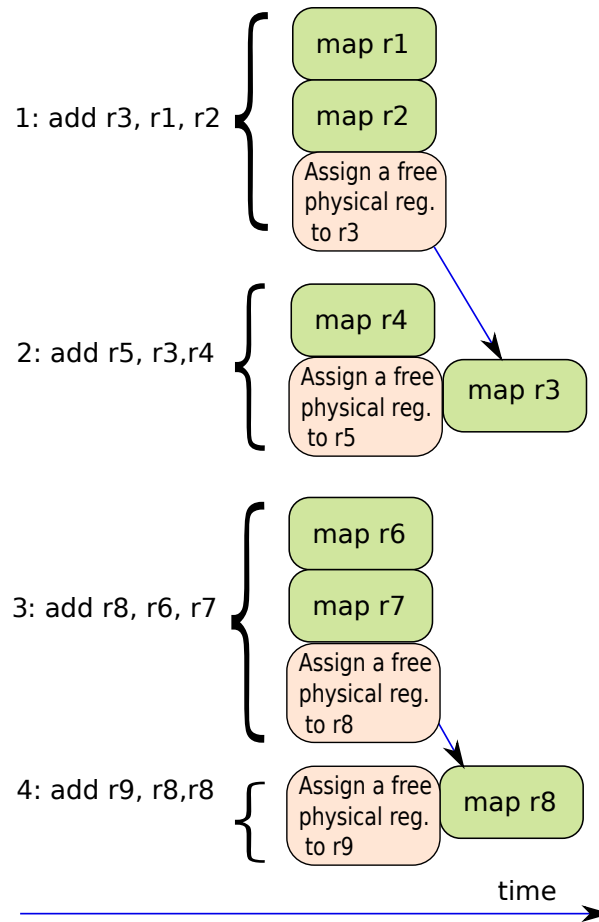 map r1
1: add r3, r1, r2
map r2
Assign a free
physical reg.
to r3
map r4
2: add r5, r3,r4
Assign a free
physical reg.
to r5
map r3
map r6
3: add r8, r6, r7
map r7
Assign a free
physical reg.
to r8
4: add r9, r8,r8
Assign a free
physical reg.
to r9
map r8
time